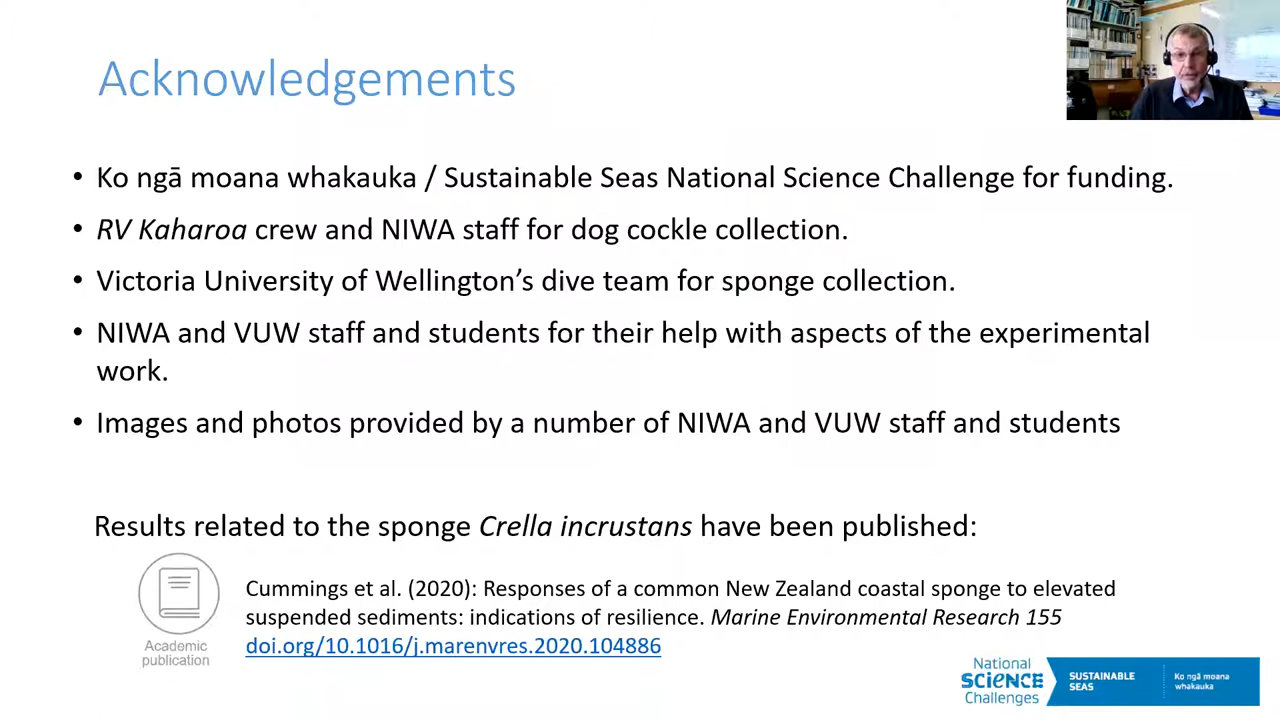 Acknowledgements
• Ko ngā moana whakauka / Sustainable Seas National Science Challenge for funding.
• RV Kaharoa crew and NIWA staff for dog cockle collection.
• Victoria University of Wellington’s dive team for sponge collection.
• NIWA and VUW staff and students for their help with aspects of the experimental
work.
• Images and photos provided by a number of NIWA and VUW staff and students
Results related to the sponge Crella incrustans have been published:
Cummings et al. (2020): Responses of a common New Zealand coastal sponge to elevated
suspended sediments: indications of resilience. Marine Environmental Research 155
doi.org/10.1016/j.marenvres.2020.104886
Academic
publication
National
SCIENCE
Challenges
SUSTAINABLE
SEAS
Ko ngā moana
whakauka